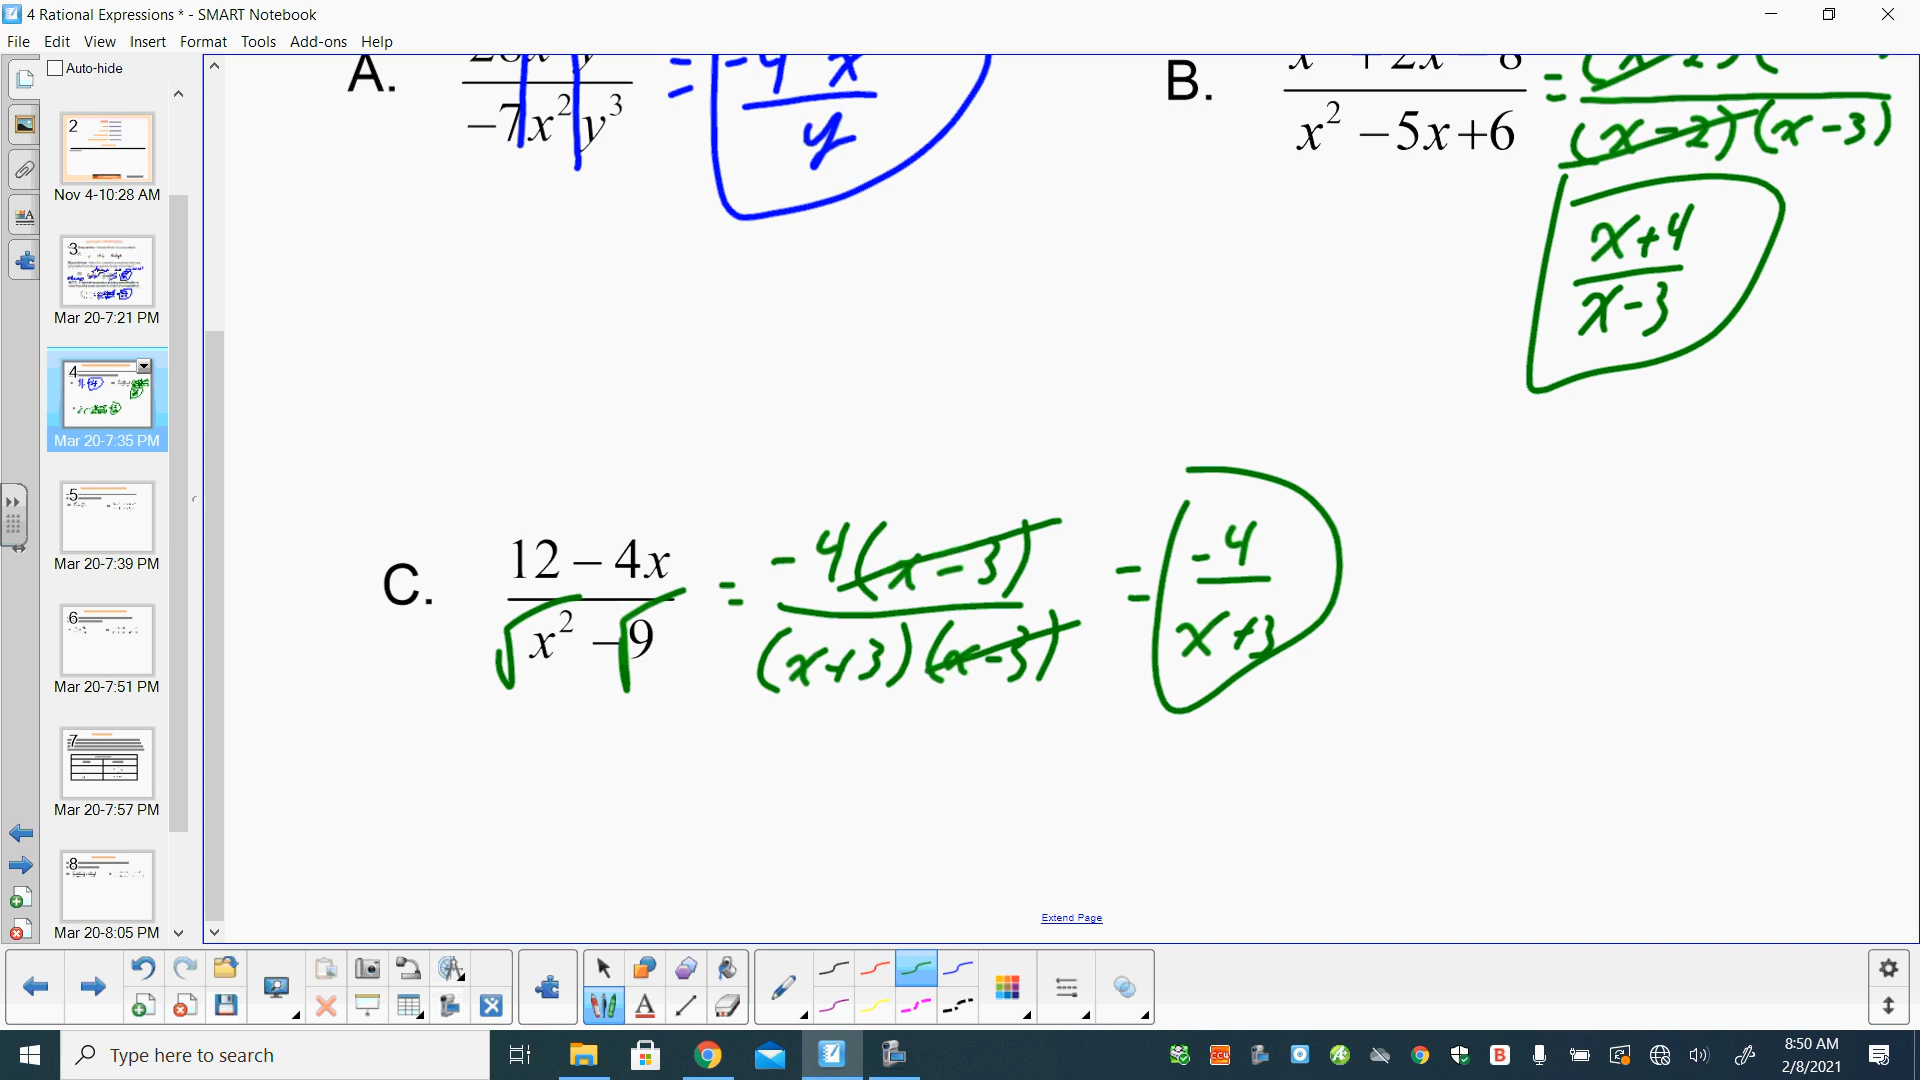 4 Rational Expressions * - SMART Notebook
File Edit View Insert Format Tools Add-ons Help
Auto-hide
2
Nov 4-10:28 AM
3
Mar 20-7:21 PM
4
Mar 20-7:35 PM
5
Mar 20-7:39 PM
6
Mar 20-7:51 PM
7
Mar 20-7:57 PM
8
Mar 20-8:05 PM
A.
−7x²y³
= -4x
y
B.
x² + 2x − 8
x² −5x+6
=
(x-2)(x-3)
x+4
x-3
C.
12 − 4x
x² −9
= -4(x-3)
(x+3)(x-3)
= -4
x+3
Extend Page
Type here to search
8:50 AM
2/8/2021